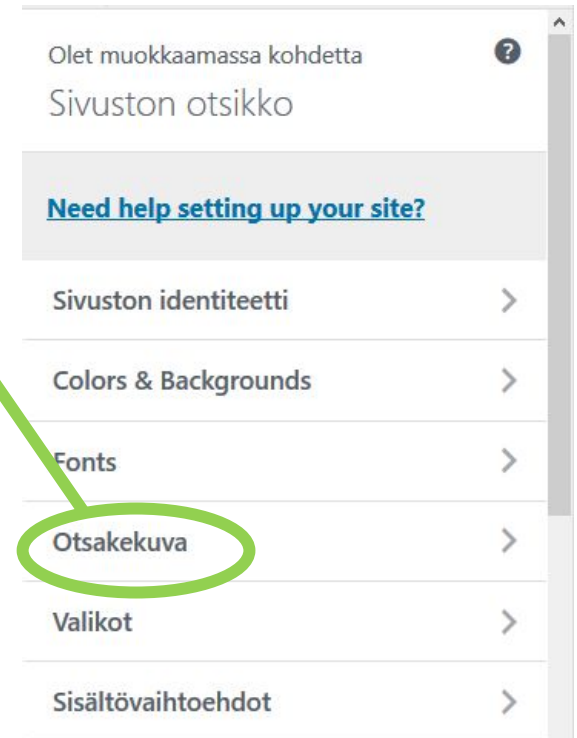 Olet muokkaamassa kohdetta
Sivuston otsikko
Need help setting up your site?
Sivuston identiteetti
Colors & Backgrounds
Fonts
Otsakekuva
Valikot
Sisältövaihtoehdot